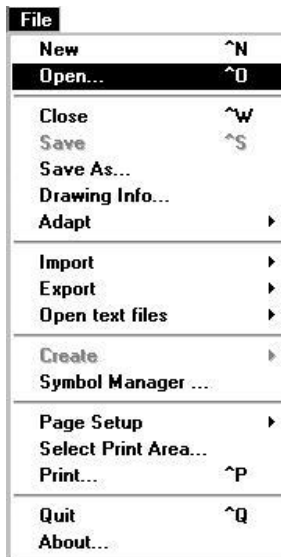 File
New ^N
Open... ^O
Close ^W
Save ^S
Save As...
Drawing Info...
Adapt
Import
Export
Open text files
Create
Symbol Manager ...
Page Setup
Select Print Area...
Print... ^P
Quit ^Q
About...